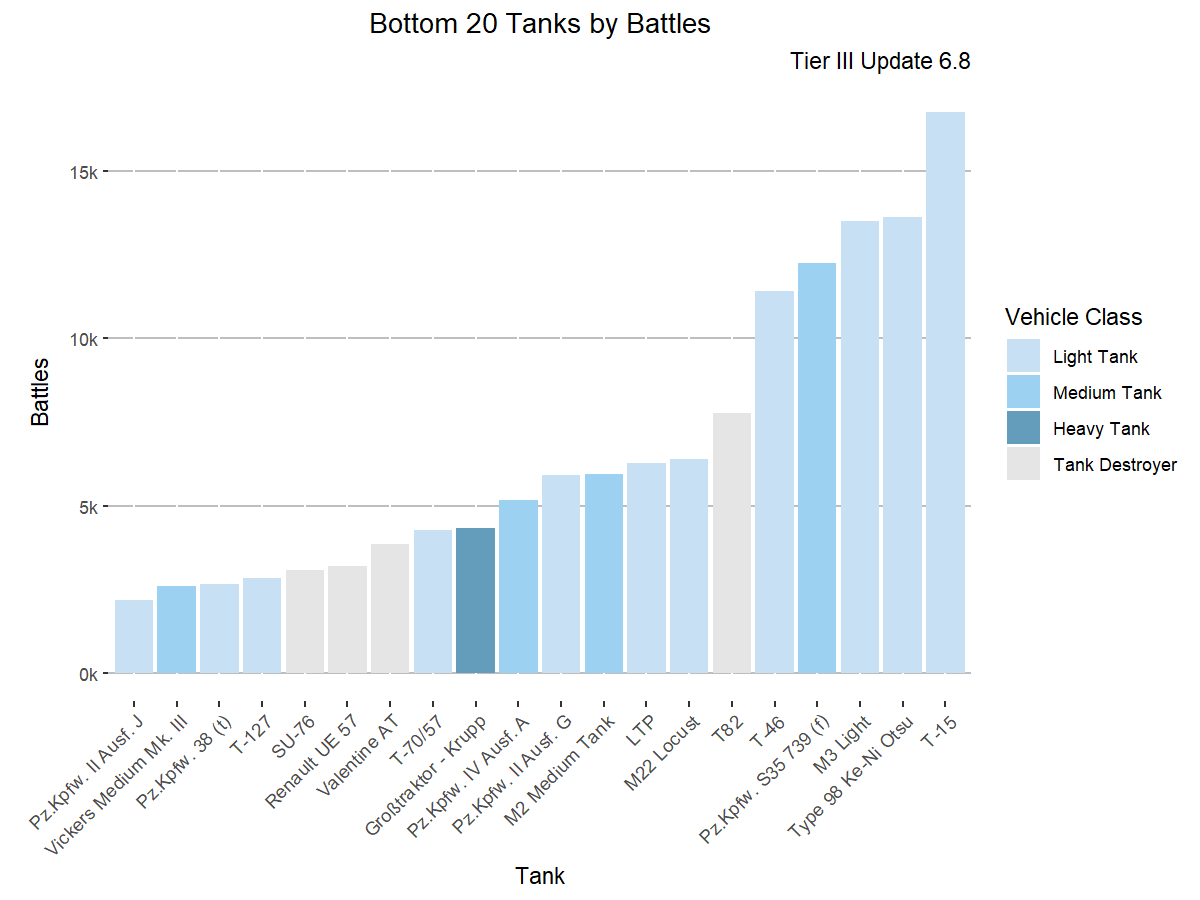 Bottom 20 Tanks by Battles
Tier III Update 6.8
Battles
15k
10k
5k
0k
Pz.Kpfw. II Ausf. J
Vickers Medium Mk. III
Pz.Kpfw. 38 (t)
T-127
SU-76
Renault UE 57
Valentine AT
T-70/57
Großtraktor - Krupp
Pz.Kpfw. IV Ausf. A
Pz.Kpfw. II Ausf. G
M2 Medium Tank
LTP
M22 Locust
T82
T-46
Pz.Kpfw. S35 739 (f)
M3 Light
Type 98 Ke-Ni Otsu
T-15
Tank
Vehicle Class
Light Tank
Medium Tank
Heavy Tank
Tank Destroyer